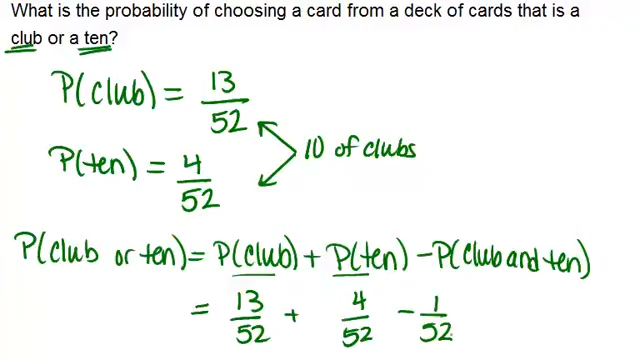 What is the probability of choosing a card from a deck of cards that is a
club or a ten?
P(club) = 13/52
10 of clubs
P(ten) = 4/52
P(club or ten) = P(club) + P(ten) - P(club and ten)
= 13/52 + 4/52 - 1/52